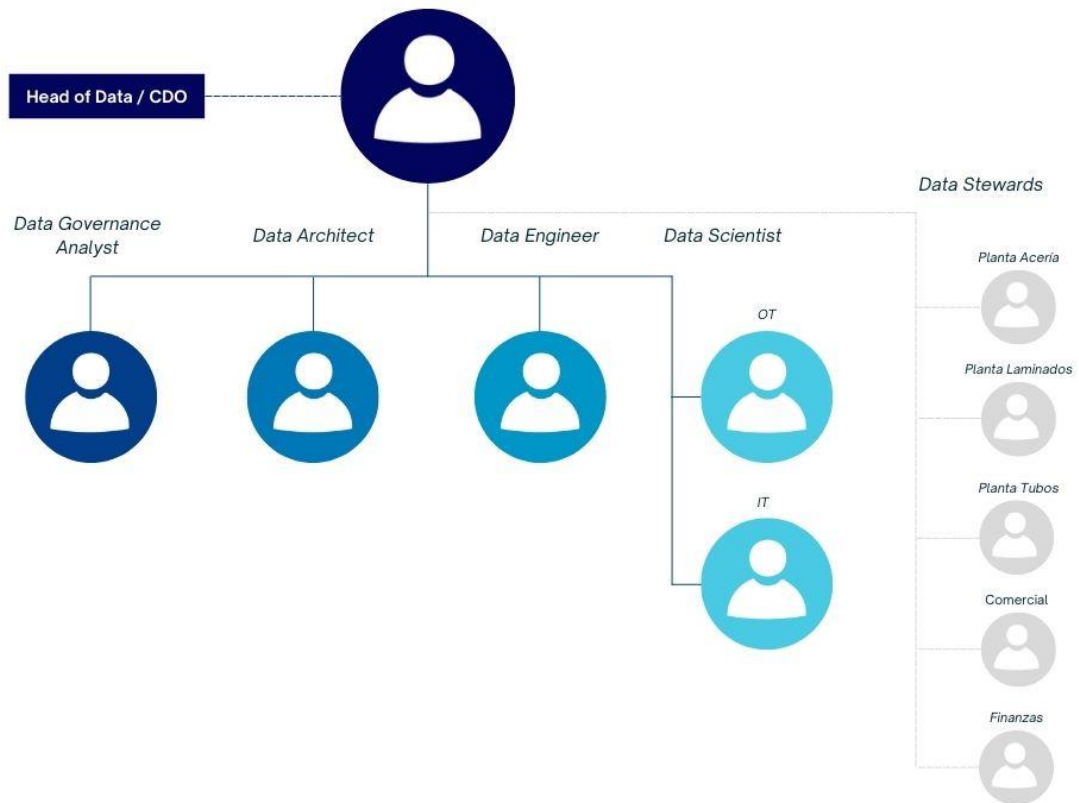 Head of Data / CDO
Data Stewards
Data Governance
Analyst
Data Architect
Data Engineer
Data Scientist
Planta Acería
OT
Planta Laminados
Planta Tubos
IT
Comercial
Finanzas